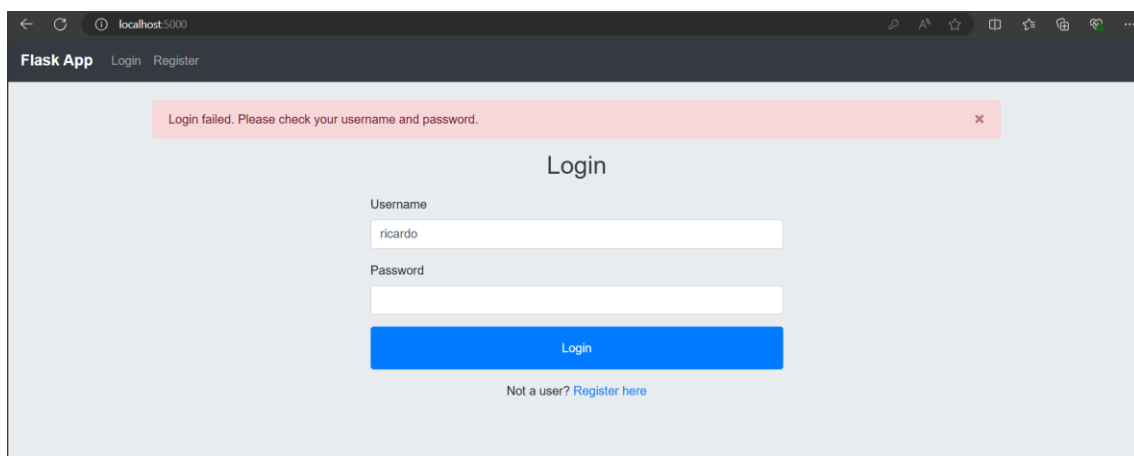 localhost:5000
Flask App Login Register
Login failed. Please check your username and password. ×
Login
Username
ricardo
Password
Login
Not a user? Register here